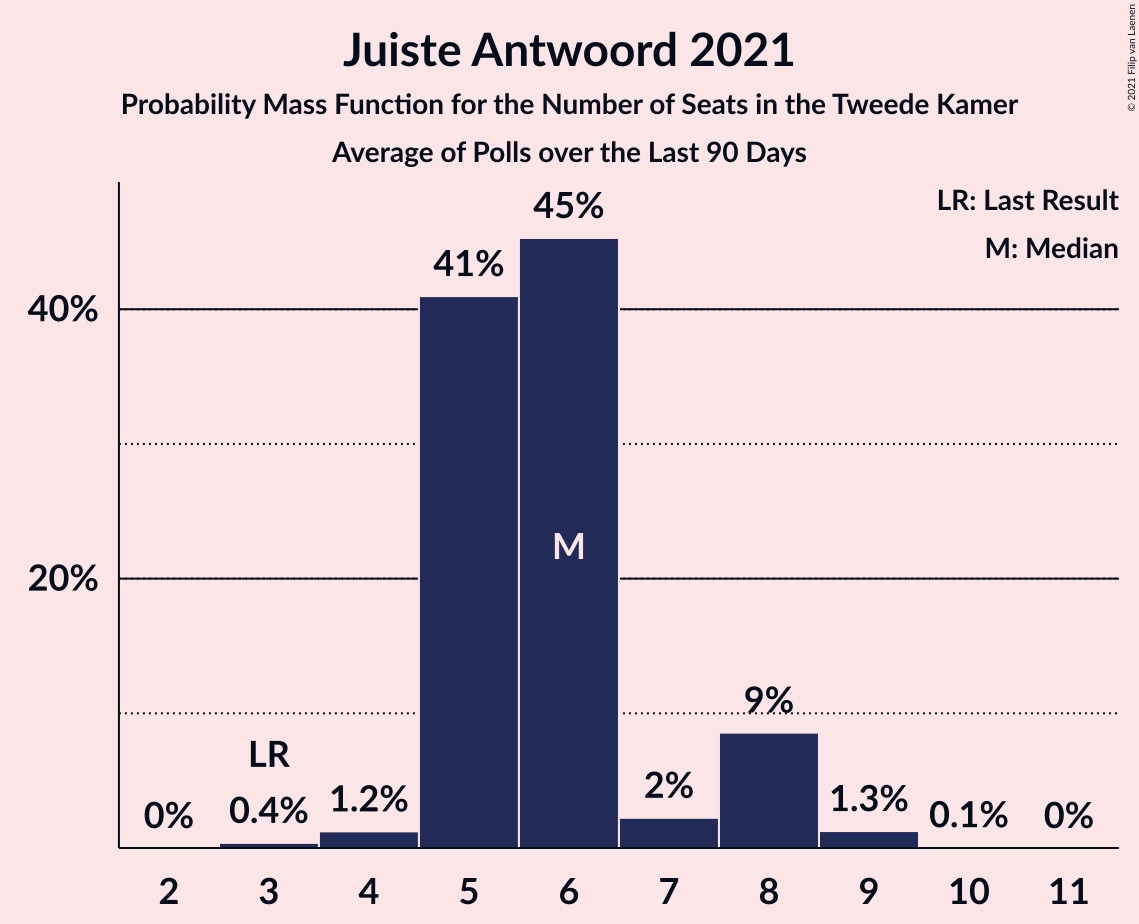 Juiste Antwoord 2021
Probability Mass Function for the Number of Seats in the Tweede Kamer
Average of Polls over the Last 90 Days
© 2021 Filip van Laenen
LR: Last Result
M: Median
45%
41%
40%
M
20%
9%
LR
2%
0%
0.4%
1.2%
1.3%
0.1%
0%
2 3 4 5 6 7 8 9 10 11